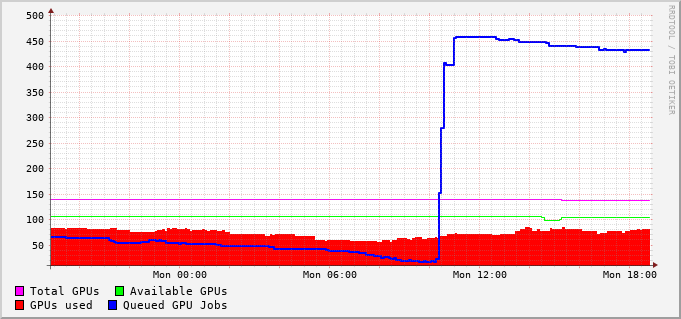 500
450
400
350
300
250
200
150
100
50
Mon 00:00 Mon 06:00 Mon 12:00 Mon 18:00
Total GPUs Available GPUs
GPUs used Queued GPU Jobs
RRDTOOL / TOBI OETIKER